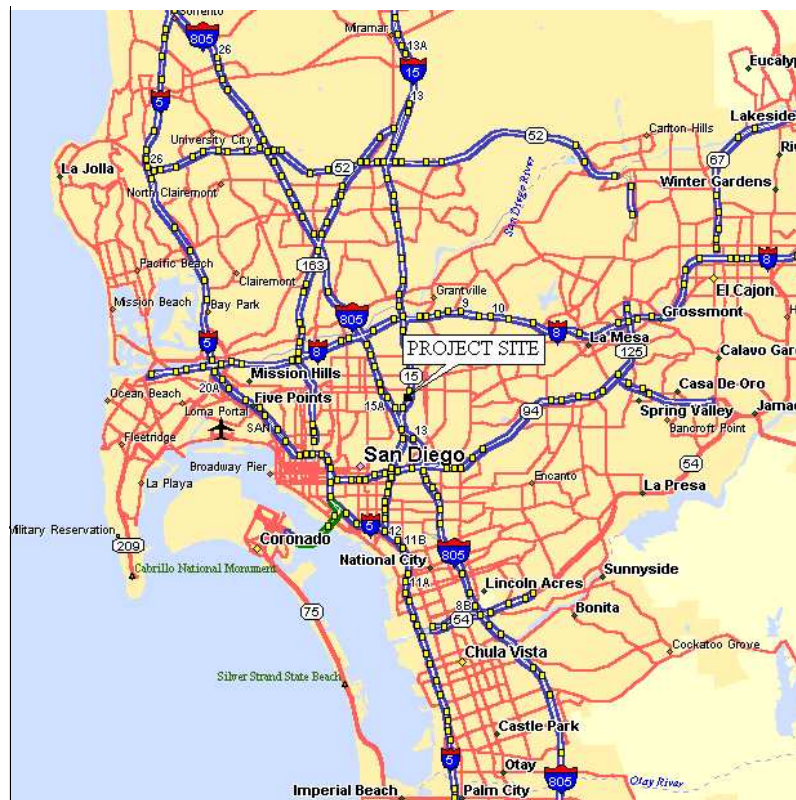 Sorrento
Miramar
805
26
13A
15
Eucalyp
13
5
Lakeside
University City
52
Carlton Hills
67
26
52
La Jolla
San Diego River
Winter Gardens
North Clairemont
163
8
Pacific Beach
Clairemont
El Cajon
Grantville
Mission Beach
Bay Park
805
9
10
Grossmont
8
5
La Mesa
8
PROJECT SITE
125
Calavo Gar
Mission Hills
15
20A
Casa De Oro
Ocean Beach
Five Points
15A
Loma Portal
94
Spring Valley
Jamac
SAN
13
Bancroft Point
Fleetridge
San Diego
54
Broadway Pier
Encanto
La Playa
La Presa
Military Reservation
5
12
209
Coronado
11B
805
National City
Cabrillo National Monument
Sunnyside
11A
Lincoln Acres
75
8B
54
Bonita
Chula Vista
Cockatoo Grove
Silver Strand State Beach
Castle Park
5
Otay
805
Otay River
Imperial Beach
Palm City